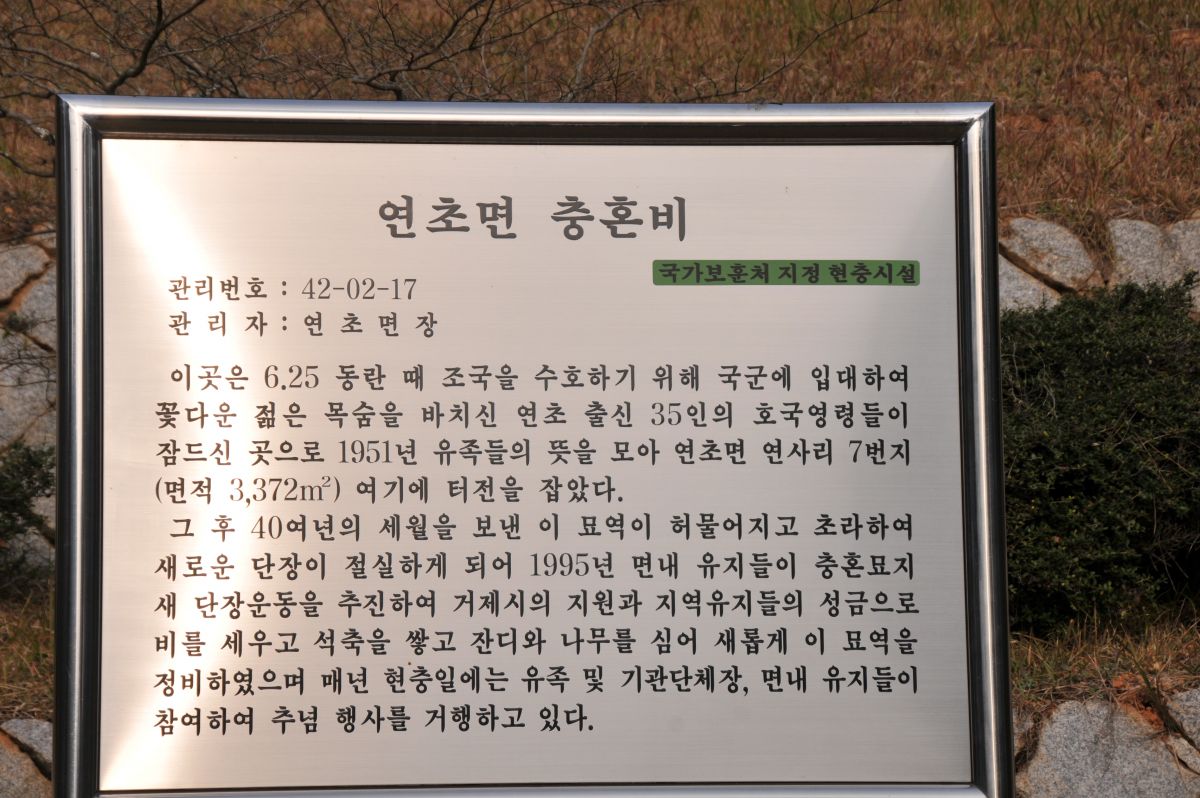 연초면 충혼비
국가보훈처 지정 현충시설
관리번호 : 42-02-17
관 리 자 : 연 초 면 장
이곳은 6.25 동란 때 조국을 수호하기 위해 국군에 입대하여
꽃다운 젊은 목숨을 바치신 연초 출신 35인의 호국영령들이
잠드신 곳으로 1951년 유족들의 뜻을 모아 연초면 연사리 7번지
(면적 3,372m²) 여기에 터전을 잡았다.
그 후 40여년의 세월을 보낸 이 묘역이 허물어지고 초라하여
새로운 단장이 절실하게 되어 1995년 면내 유지들이 충혼묘지
새 단장운동을 추진하여 거제시의 지원과 지역유지들의 성금으로
비를 세우고 석축을 쌓고 잔디와 나무를 심어 새롭게 이 묘역을
정비하였으며 매년 현충일에는 유족 및 기관단체장, 면내 유지들이
참여하여 추념 행사를 거행하고 있다.